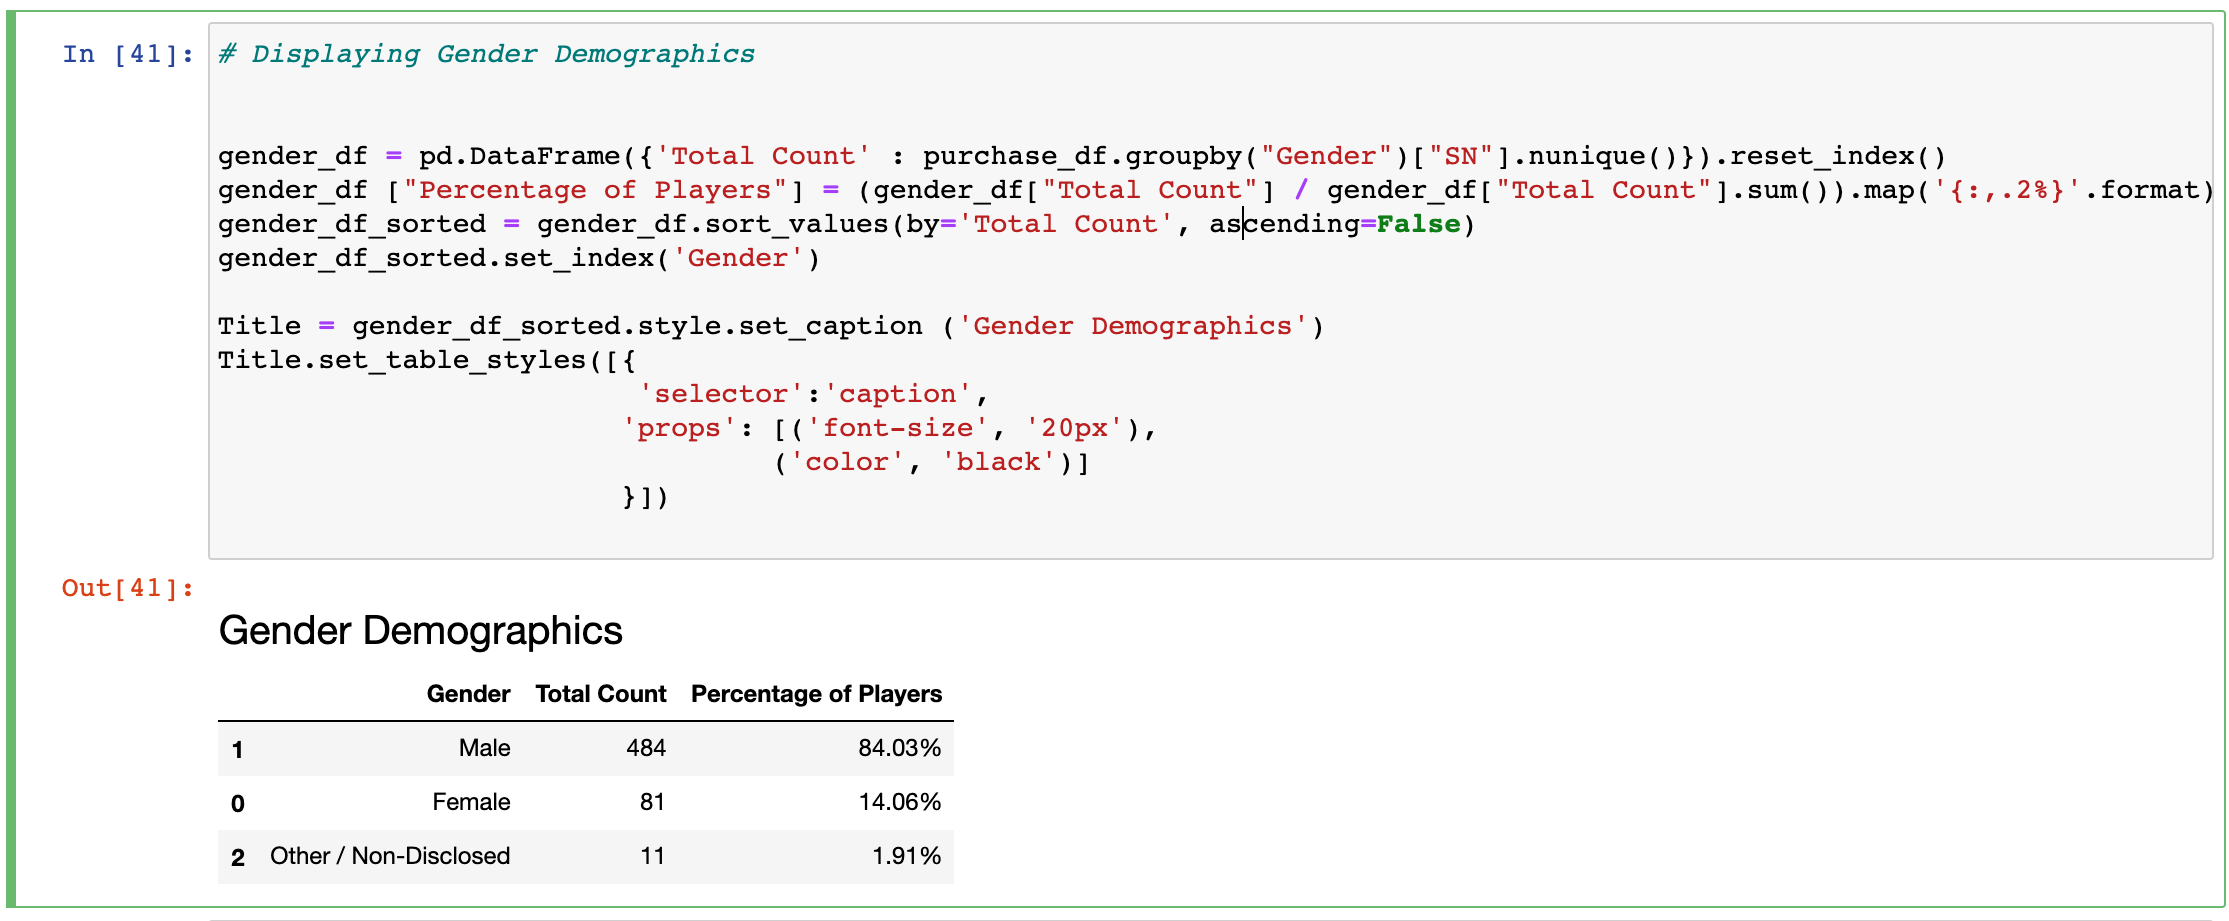 In [41]: # Displaying Gender Demographics
gender_df = pd.DataFrame({'Total Count' : purchase_df.groupby("Gender")["SN"].nunique()}).reset_index()
gender_df ["Percentage of Players"] = (gender_df["Total Count"] / gender_df["Total Count"].sum()).map('{:,.2%}'.format)
gender_df_sorted = gender_df.sort_values(by='Total Count', ascending=False)
gender_df_sorted.set_index('Gender')
Title = gender_df_sorted.style.set_caption ('Gender Demographics')
Title.set_table_styles([{
'selector':'caption',
'props': [('font-size', '20px'),
('color', 'black')]
}])
Out[41]:
Gender Demographics
Gender Total Count Percentage of Players
1 Male 484 84.03%
0 Female 81 14.06%
2 Other / Non-Disclosed 11 1.91%